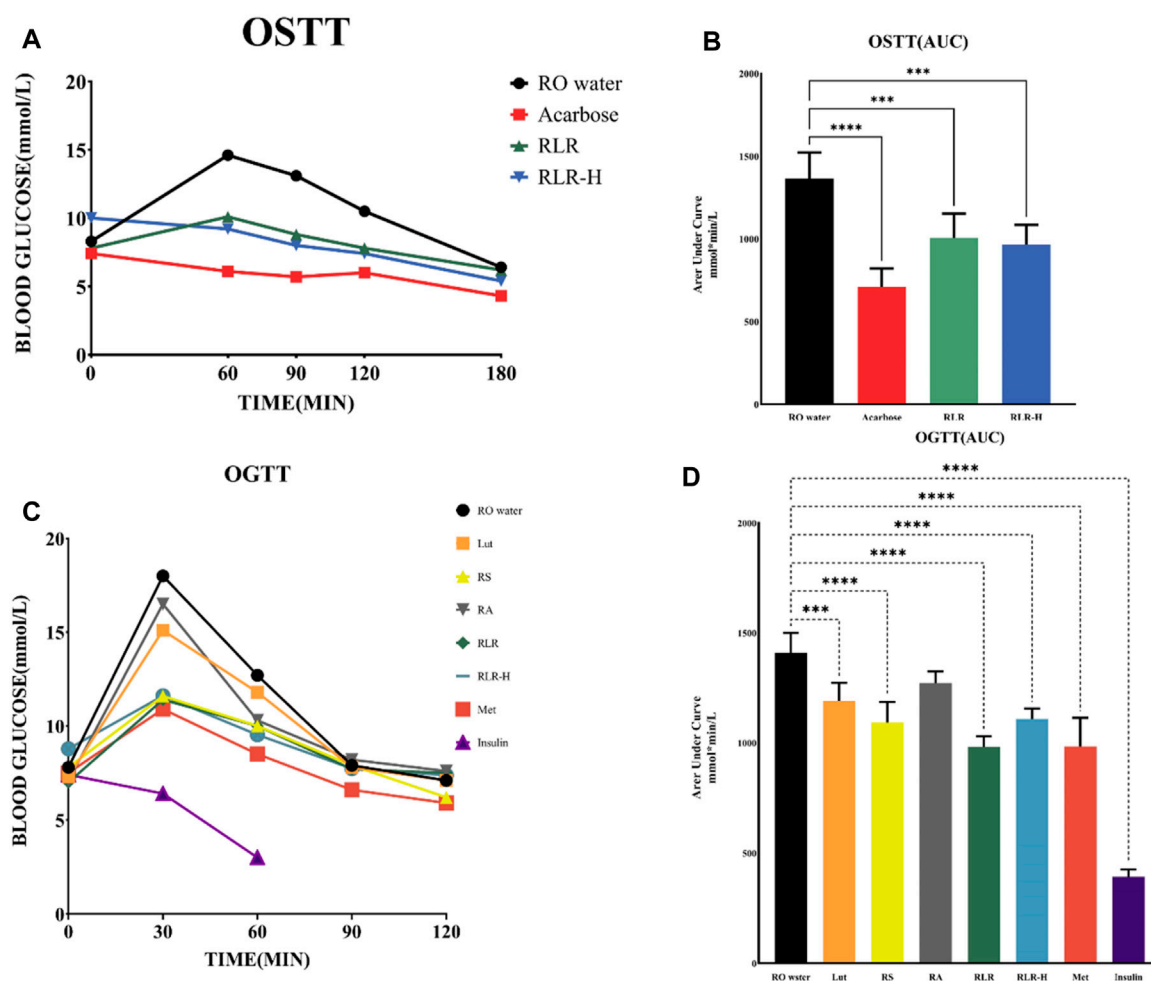 A
OSTT
BLOOD GLUCOSE(mmol/L)
20
15
10
5
0
0 60 90 120 180
TIME(MIN)
RO water
Acarbose
RLR
RLR-H
B
OSTT(AUC)
Arer Under Curve
mmol*min/L
2000
1500
1000
500
0
***
***
****
RO water Acarbose RLR RLR-H
C
OGTT
BLOOD GLUCOSE(mmol/L)
20
15
10
5
0
0 30 60 90 120
TIME(MIN)
RO water
Lut
RS
RA
RLR
RLR-H
Met
Insulin
D
OGTT(AUC)
Arer Under Curve
mmol*min/L
2000
1500
1000
500
0
****
****
****
****
****
***
RO wster Lut RS RA RLR RLR-H Met Insulin